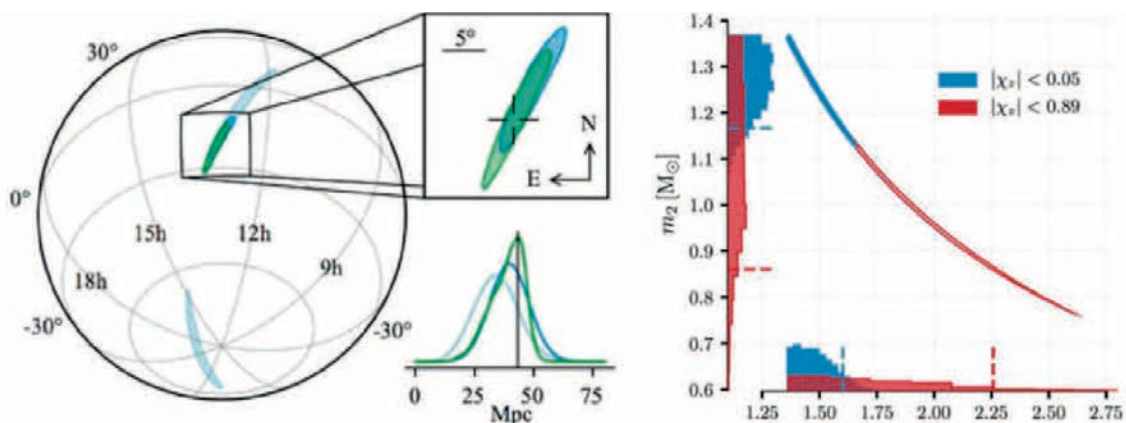 30°
0°
-30°
18h
15h
12h
9h
-30°
5°
N
E
0 25 50 75
Mpc
m₂ [M⊙]
1.4
1.3
1.2
1.1
1.0
0.9
0.8
0.7
0.6
|χ_z| < 0.05
|χ_z| < 0.89
1.25 1.50 1.75 2.00 2.25 2.50 2.75